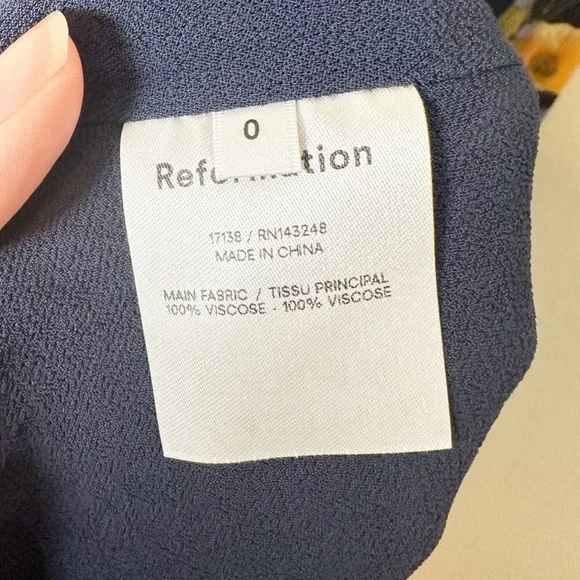 0
Reformation
17138 / RN143248
MADE IN CHINA
MAIN FABRIC / TISSU PRINCIPAL
100% VISCOSE - 100% VISCOSE